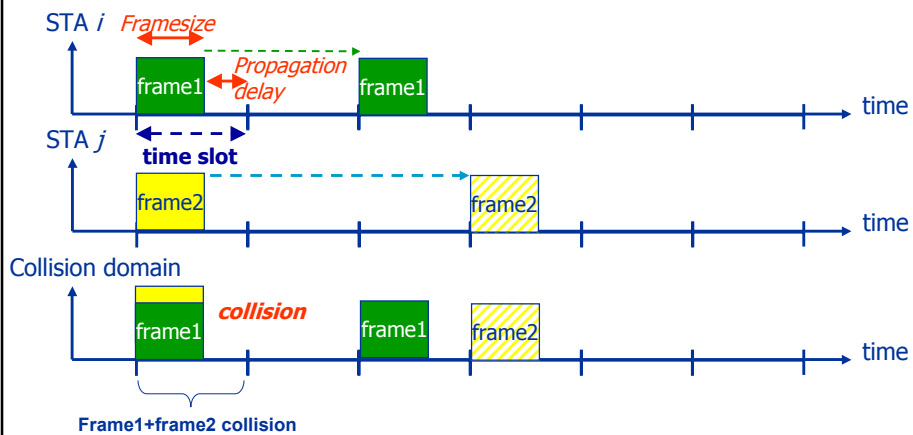 STA i Framesize
frame1
Propagation
delay
frame1
time
time slot
STA j
frame2
frame2
time
Collision domain
frame1
collision
frame1
frame2
time
Frame1+frame2 collision